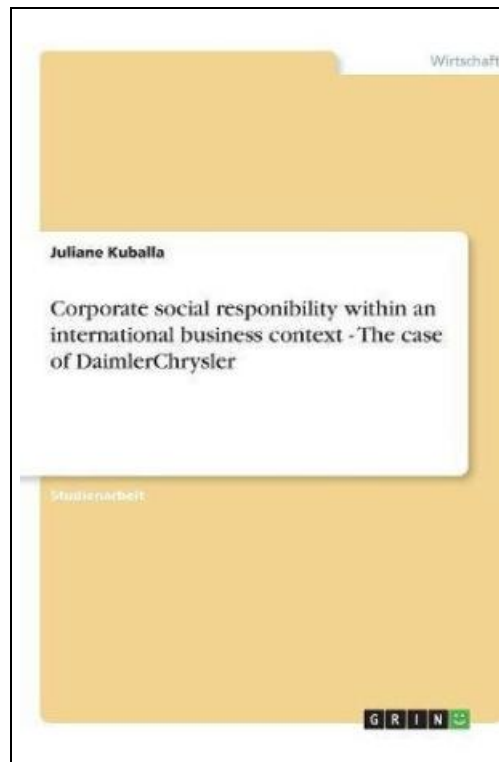 Wirtschaft
Juliane Kuballa
Corporate social responibility within an
international business context - The case
of DaimlerChrysler
Studienarbeit
GRIN